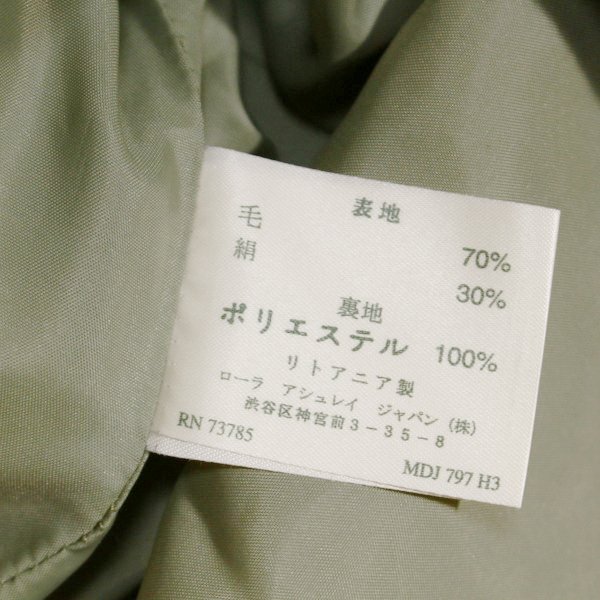 表地
毛 70%
絹 30%
裏地
ポリエステル 100%
リトアニア製
ローラ アシュレイ ジャパン(株)
渋谷区神宮前3-35-8
RN 73785 MDJ 797 H3